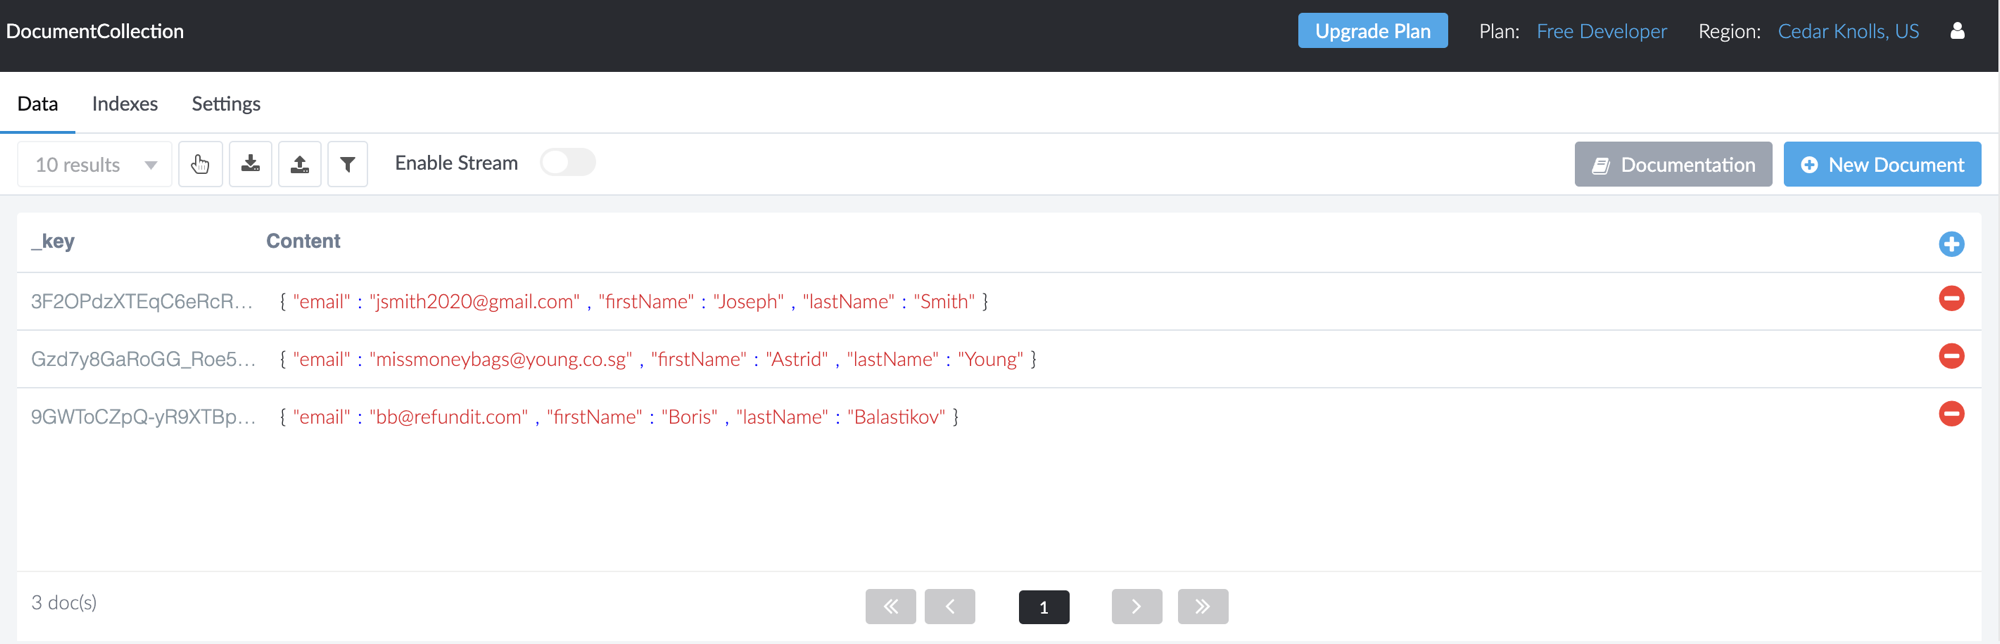 DocumentCollection Upgrade Plan Plan: Free Developer Region: Cedar Knolls, US
Data Indexes Settings
10 results Enable Stream Documentation New Document
_key Content
3F2OPdzXTEqC6eRcR... { "email" : "jsmith2020@gmail.com" , "firstName" : "Joseph" , "lastName" : "Smith" }
Gzd7y8GaRoGG_Roe5... { "email" : "missmoneybags@young.co.sg" , "firstName" : "Astrid" , "lastName" : "Young" }
9GWToCZpQ-yR9XTBp... { "email" : "bb@refundit.com" , "firstName" : "Boris" , "lastName" : "Balastikov" }
3 doc(s) 1